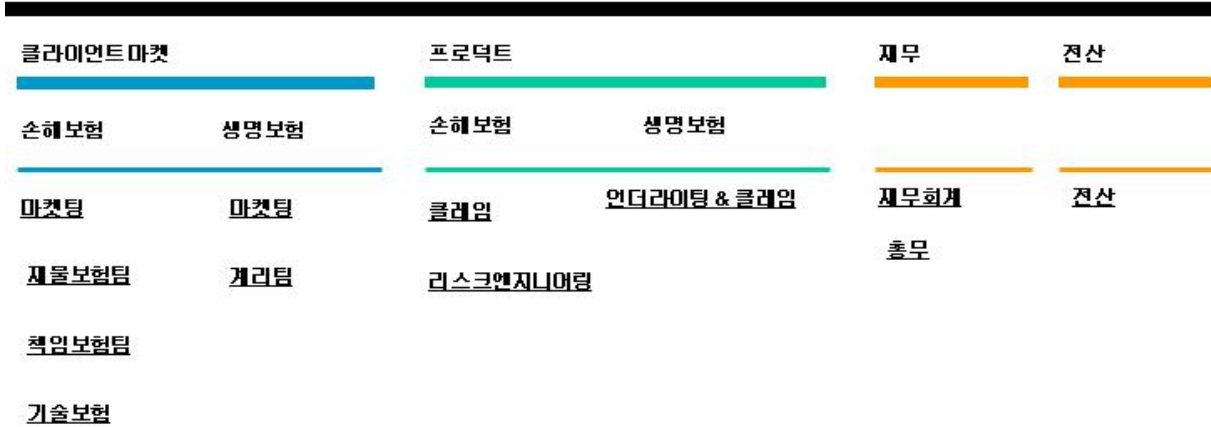 클라이언트마켓 프로덕트 재무 전산
손해보험 생명보험 손해보험 생명보험
마켓팅 마켓팅 클레임 언더라이팅 & 클레임 재무회계 전산
총무
재물보험팀 계리팀 리스크엔지니어링
책임보험팀
기술보험